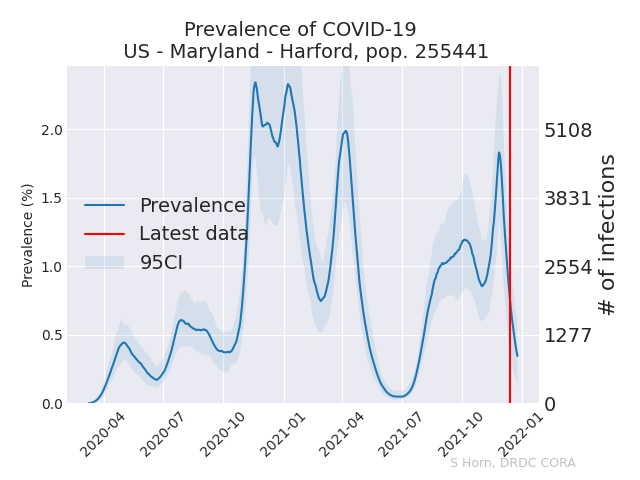 Prevalence of COVID-19
US - Maryland - Harford, pop. 255441
Prevalence (%)
2.0
1.5
1.0
0.5
0.0
Prevalence
Latest data
95CI
5108
3831
2554
1277
0
# of infections
2020-04
2020-07
2020-10
2021-01
2021-04
2021-07
2021-10
2022-01
S Horn, DRDC CORA